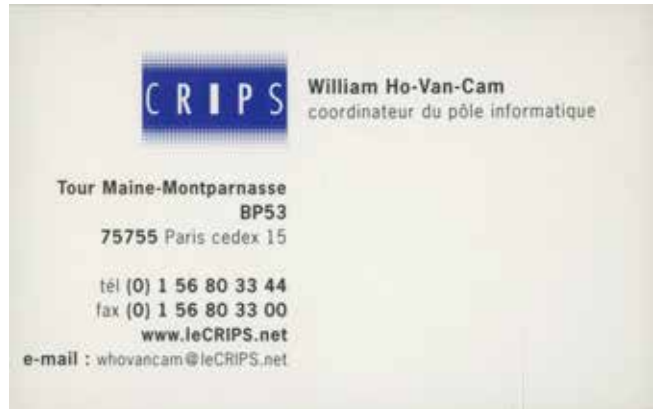 CRIPS
William Ho-Van-Cam
coordinateur du pôle informatique
Tour Maine-Montparnasse
BP53
75755 Paris cedex 15
tél (0) 1 56 80 33 44
fax (0) 1 56 80 33 00
www.leCRIPS.net
e-mail : whovancam@leCRIPS.net